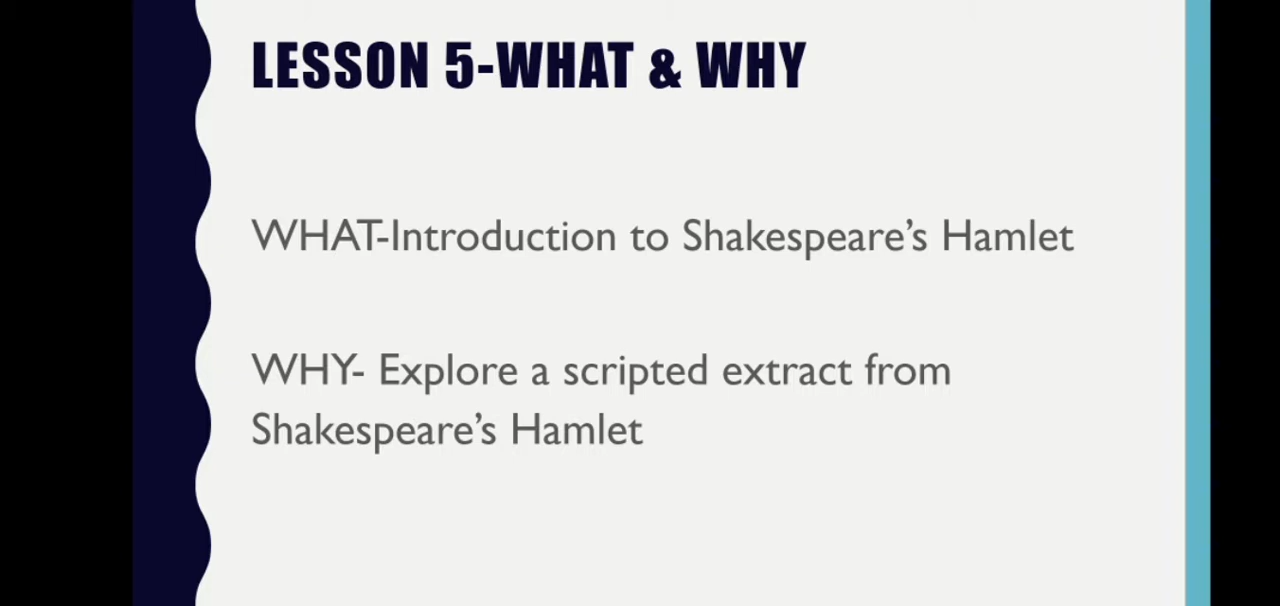 LESSON 5-WHAT & WHY
WHAT-Introduction to Shakespeare’s Hamlet
WHY- Explore a scripted extract from
Shakespeare’s Hamlet